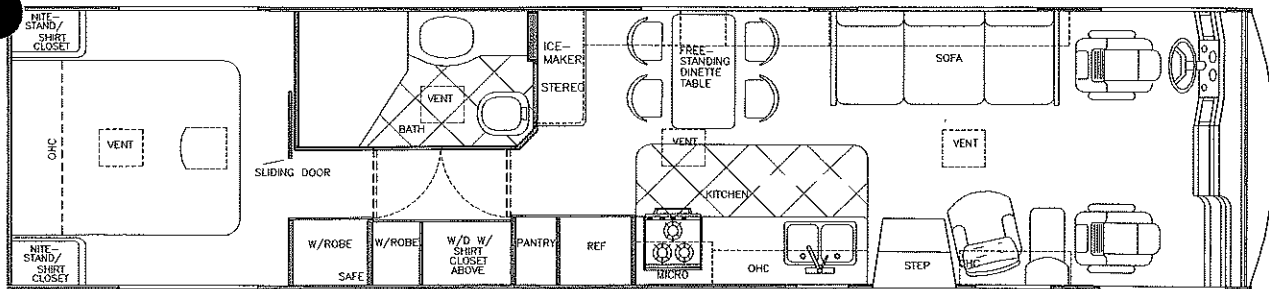 NITE-
STAND/
SHIRT
CLOSET
OHC
VENT
NITE-
STAND/
SHIRT
CLOSET
SLIDING DOOR
VENT
BATH
ICE-
MAKER
STEREO
FREE-
STANDING
DINETTE
TABLE
SOFA
VENT
VENT
KITCHEN
W/ROBE
SAFE
W/ROBE
W/D W/
SHIRT
CLOSET
ABOVE
PANTRY
REF
MICRO
OHC
STEP
OHC